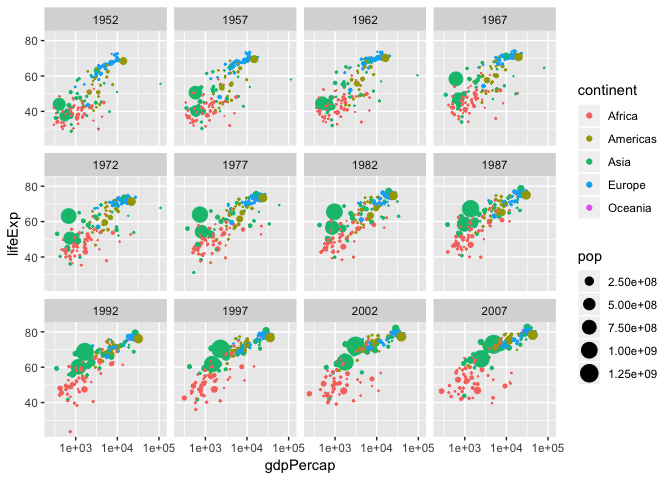 1952 1957 1962 1967
80
60
40
1972 1977 1982 1987
80
60
40
1992 1997 2002 2007
80
60
40
1e+03 1e+04 1e+05 1e+03 1e+04 1e+05 1e+03 1e+04 1e+05 1e+03 1e+04 1e+05
gdpPercap
lifeExp
continent
Africa
Americas
Asia
Europe
Oceania
pop
2.50e+08
5.00e+08
7.50e+08
1.00e+09
1.25e+09